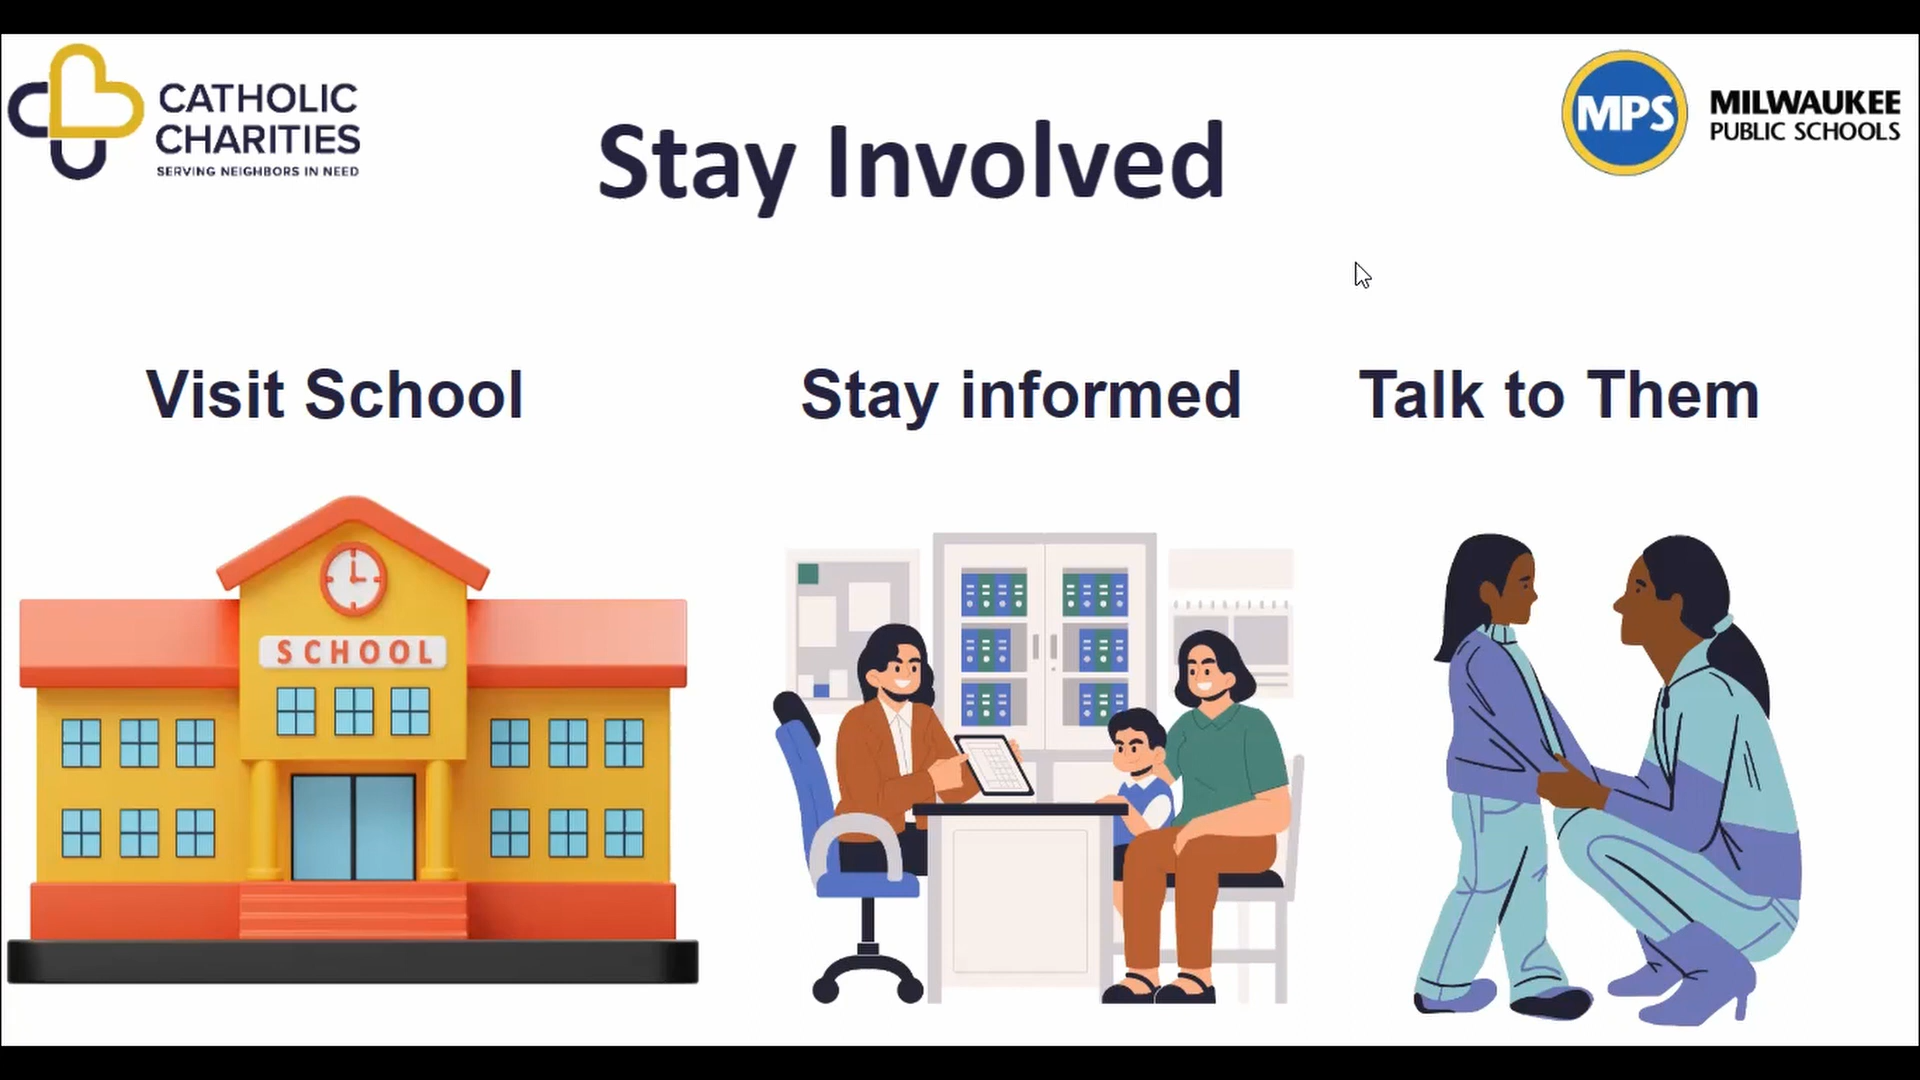 CATHOLIC
CHARITIES
SERVING NEIGHBORS IN NEED
Stay Involved
MPS
MILWAUKEE
PUBLIC SCHOOLS
Visit School
Stay informed
Talk to Them
SCHOOL